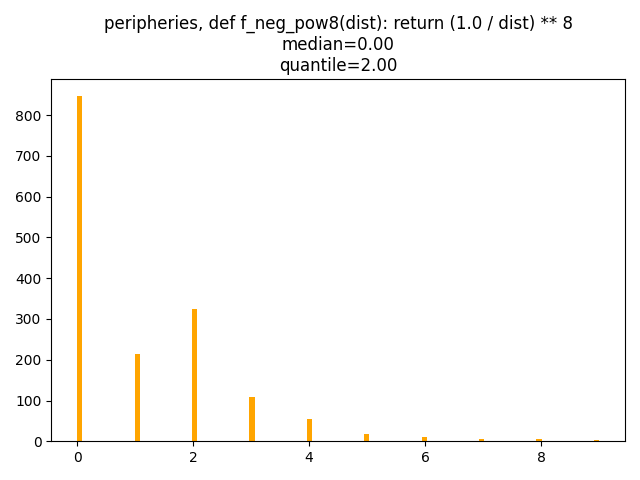 peripheries, def f_neg_pow8(dist): return (1.0 / dist) ** 8
median=0.00
quantile=2.00
800
700
600
500
400
300
200
100
0
0 2 4 6 8